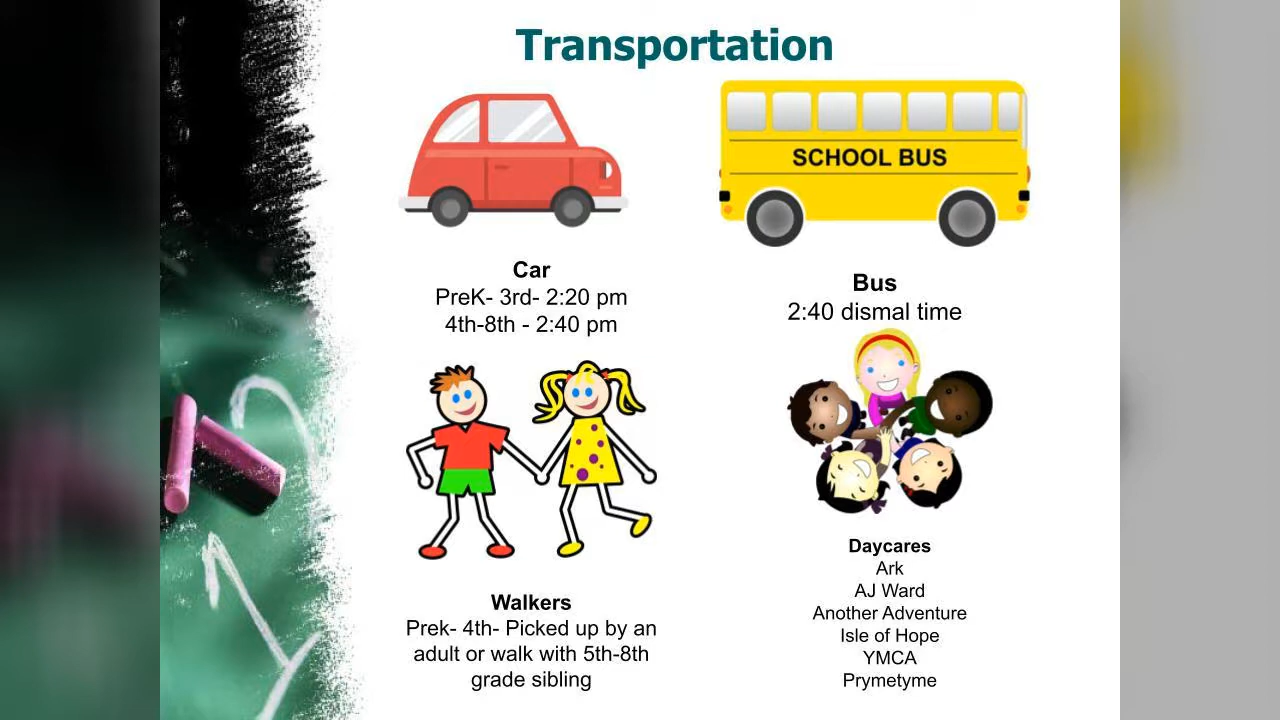 Transportation
SCHOOL BUS
Car
PreK- 3rd- 2:20 pm
4th-8th - 2:40 pm
Bus
2:40 dismal time
Walkers
Prek- 4th- Picked up by an
adult or walk with 5th-8th
grade sibling
Daycares
Ark
AJ Ward
Another Adventure
Isle of Hope
YMCA
Prymetyme